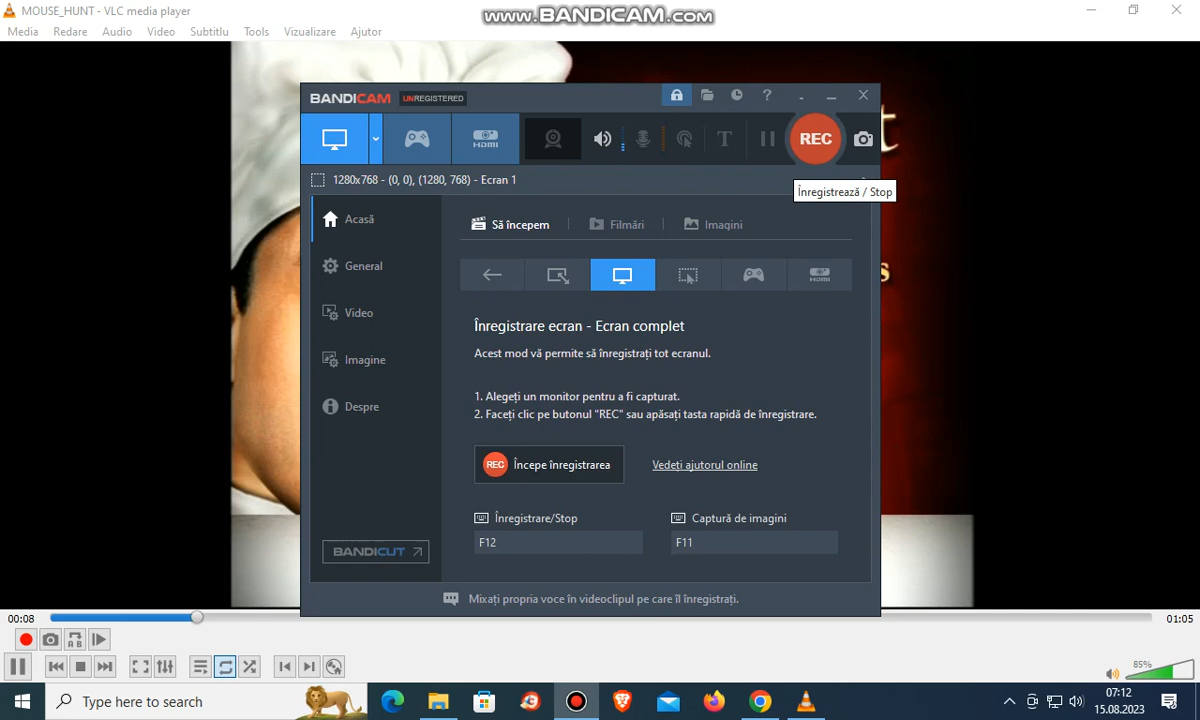 MOUSE_HUNT - VLC media player
www.BANDICAM.com
Media Redare Audio Video Subtitlu Tools Vizualizare Ajutor
BANDICAM UNREGISTERED
HDMI REC
1280x768 - (0, 0), (1280, 768) - Ecran 1
Înregistrează / Stop
Acasă
General
Video
Imagine
Despre
BANDICUT
Să începem Filmări Imagini
HDMI
Înregistrare ecran - Ecran complet
Acest mod vă permite să înregistrați tot ecranul.
1. Alegeți un monitor pentru a fi capturat.
2. Faceți clic pe butonul "REC" sau apăsați tasta rapidă de înregistrare.
REC Începe înregistrarea Vedeți ajutorul online
Înregistrare/Stop Captură de imagini
F12 F11
Mixați propria voce în videoclipul pe care îl înregistrați.
00:08 01:05
85%
Type here to search
07:12
15.08.2023